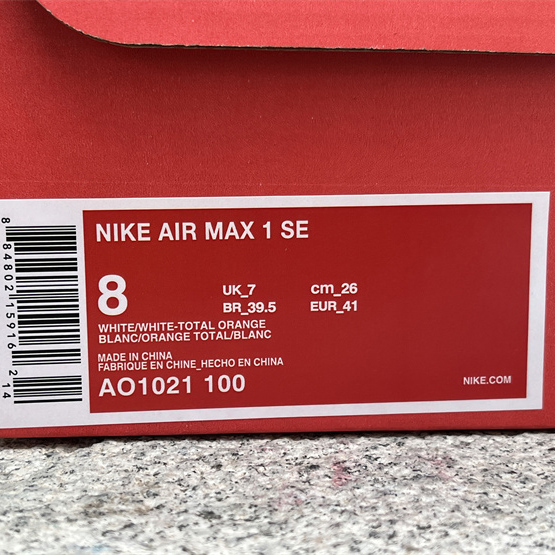 NIKE AIR MAX 1 SE
8
UK_7 cm_26
BR_39.5 EUR_41
WHITE/WHITE-TOTAL ORANGE
BLANC/ORANGE TOTAL/BLANC
MADE IN CHINA
FABRIQUE EN CHINE_HECHO EN CHINA
AO1021 100
NIKE.COM
8 84802 15916 2 14